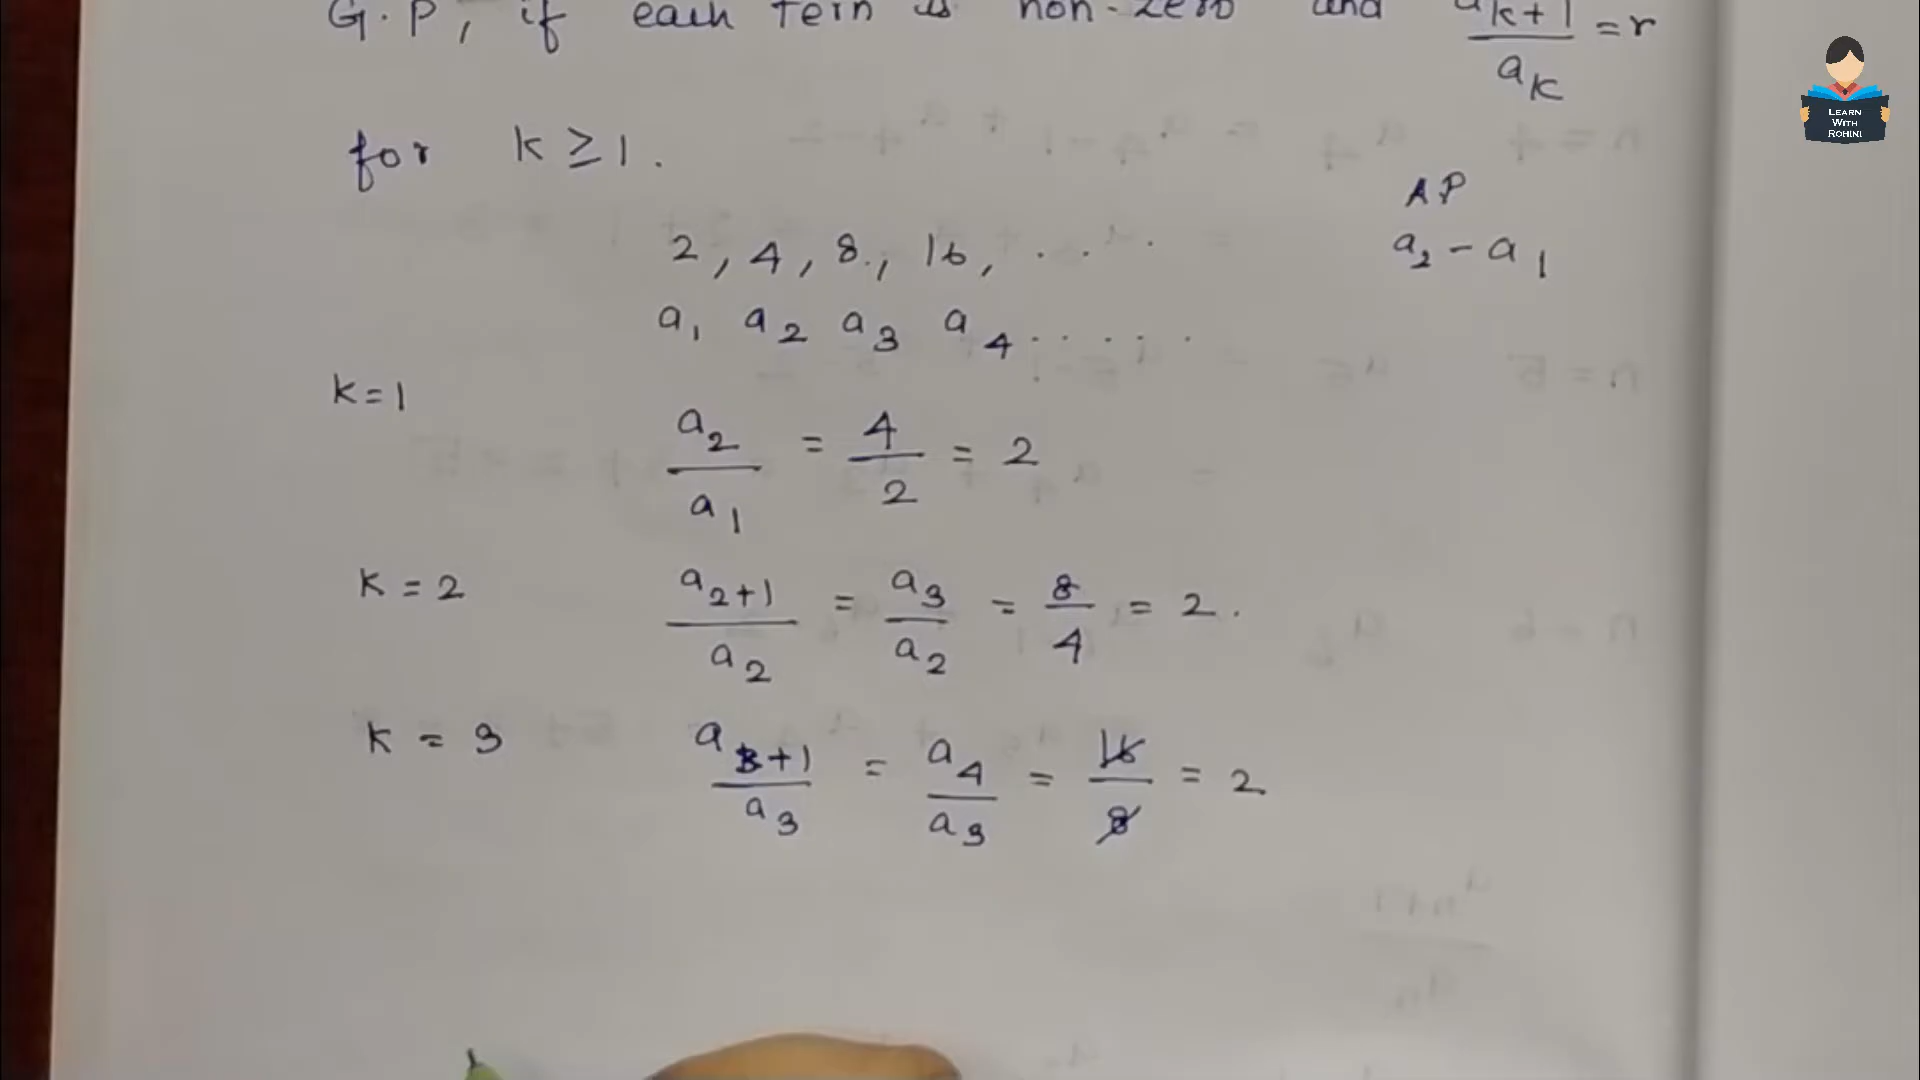 G.P, if each term is non-zero and a_{k+1}/a_k = r
for k ≥ 1.
AP
a_2 - a_1
2, 4, 8, 16, ....
a_1 a_2 a_3 a_4 .....
k=1 a_2/a_1 = 4/2 = 2
k=2 a_{2+1}/a_2 = a_3/a_2 = 8/4 = 2.
k=3 a_{3+1}/a_3 = a_4/a_3 = 16/8 = 2
LEARN
WITH
ROHINI